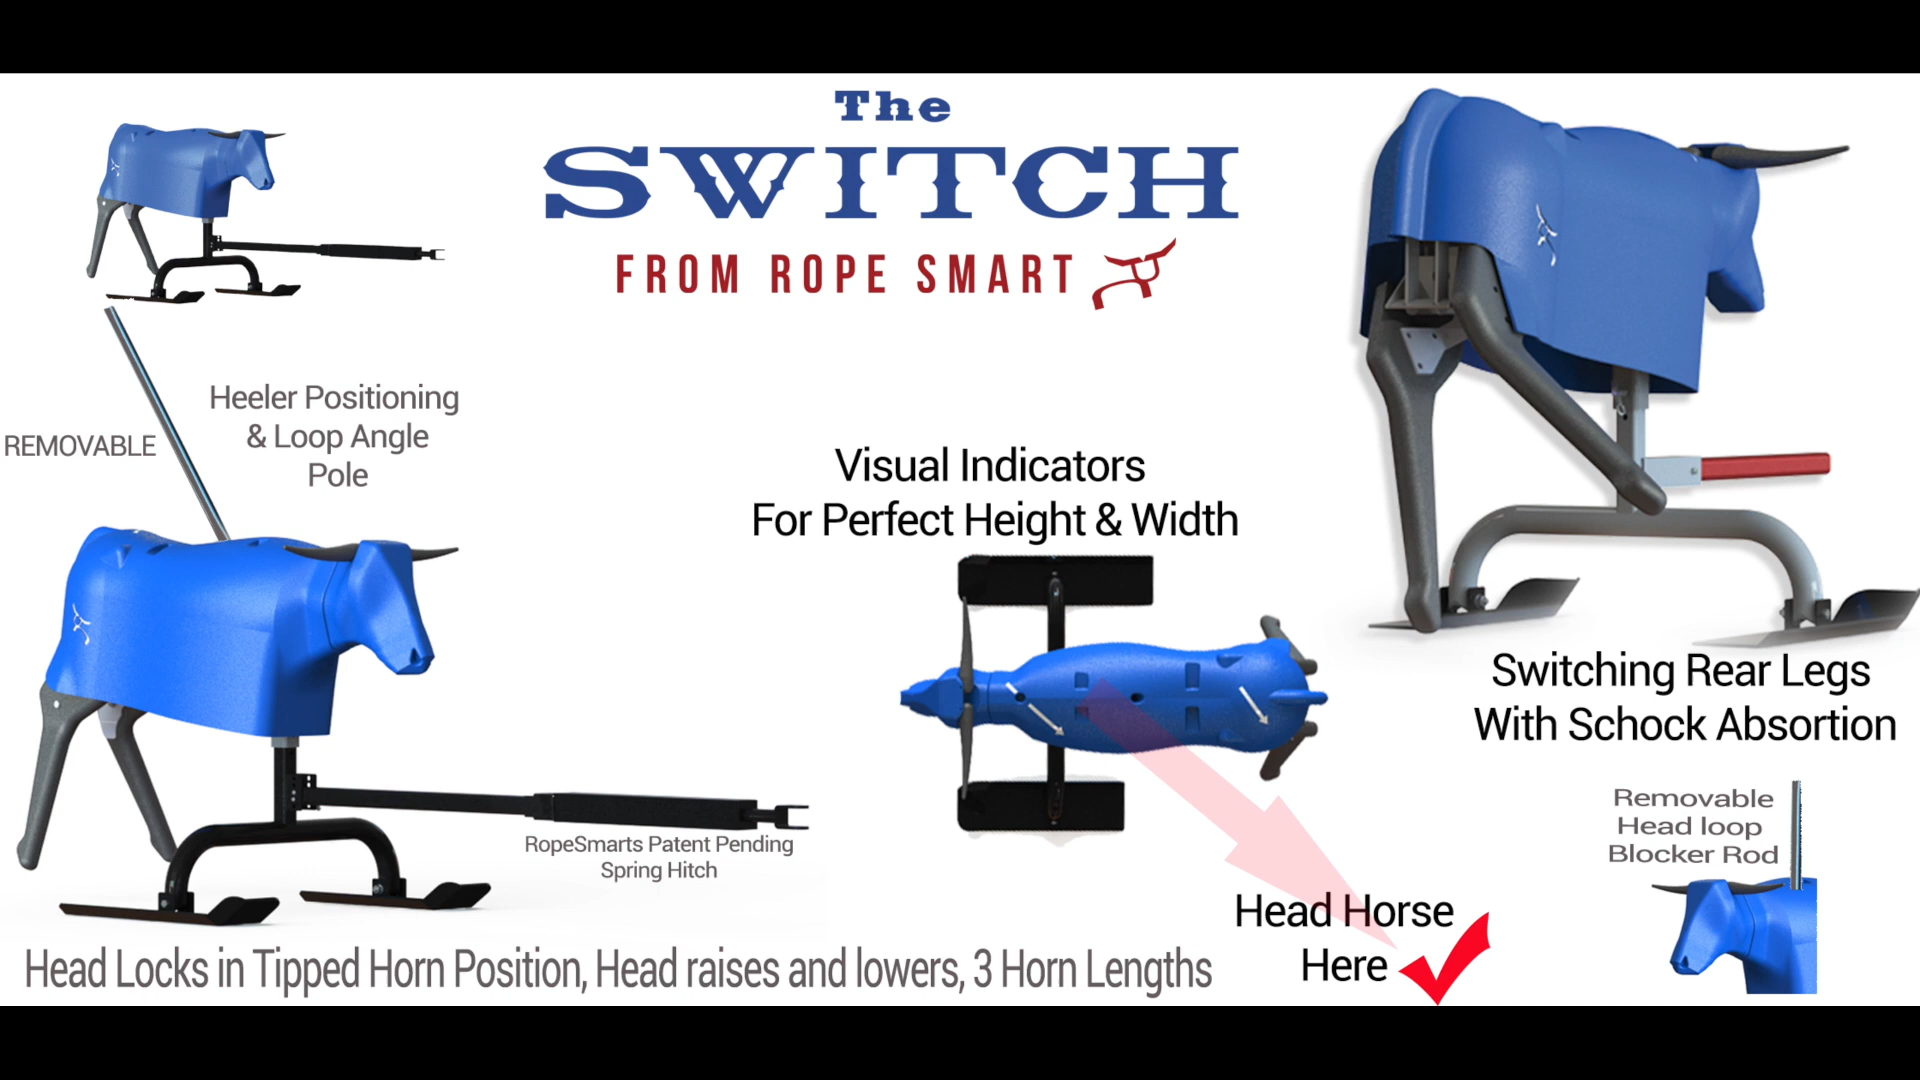 The
SWITCH
FROM ROPE SMART
REMOVABLE
Heeler Positioning
& Loop Angle
Pole
Visual Indicators
For Perfect Height & Width
Switching Rear Legs
With Schock Absortion
RopeSmarts Patent Pending
Spring Hitch
Removable
Head loop
Blocker Rod
Head Horse
Here
Head Locks in Tipped Horn Position, Head raises and lowers, 3 Horn Lengths